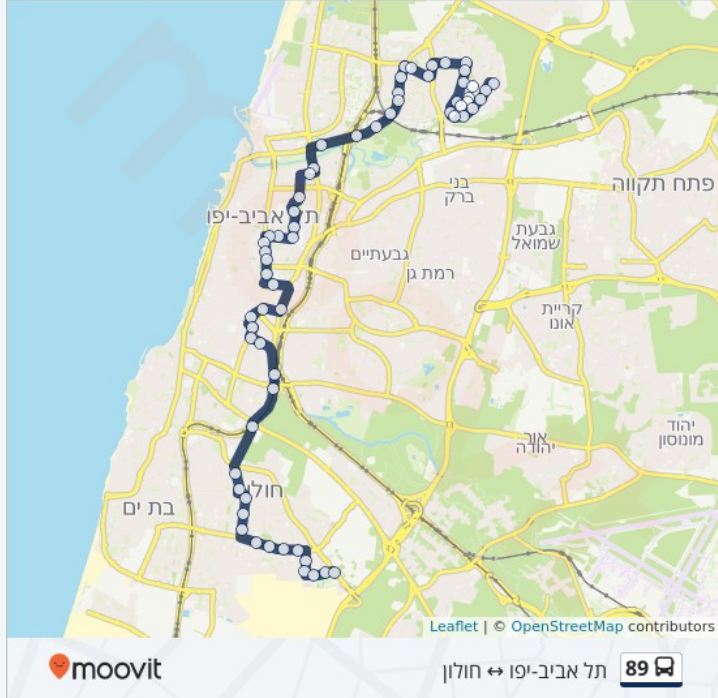 בני
ברק
פתח תקווה
תל אביב-יפו
גבעת
שמואל
גבעתיים
רמת גן
קריית
אונו
יהוד
מונוסון
אור
יהודה
חולון
בת ים
Leaflet | © OpenStreetMap contributors
moovit
תל אביב-יפו ↔ חולון
89